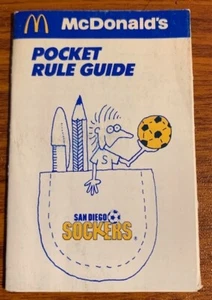 McDonald's
POCKET
RULE GUIDE
S
SAN DIEGO
SOCKERS®